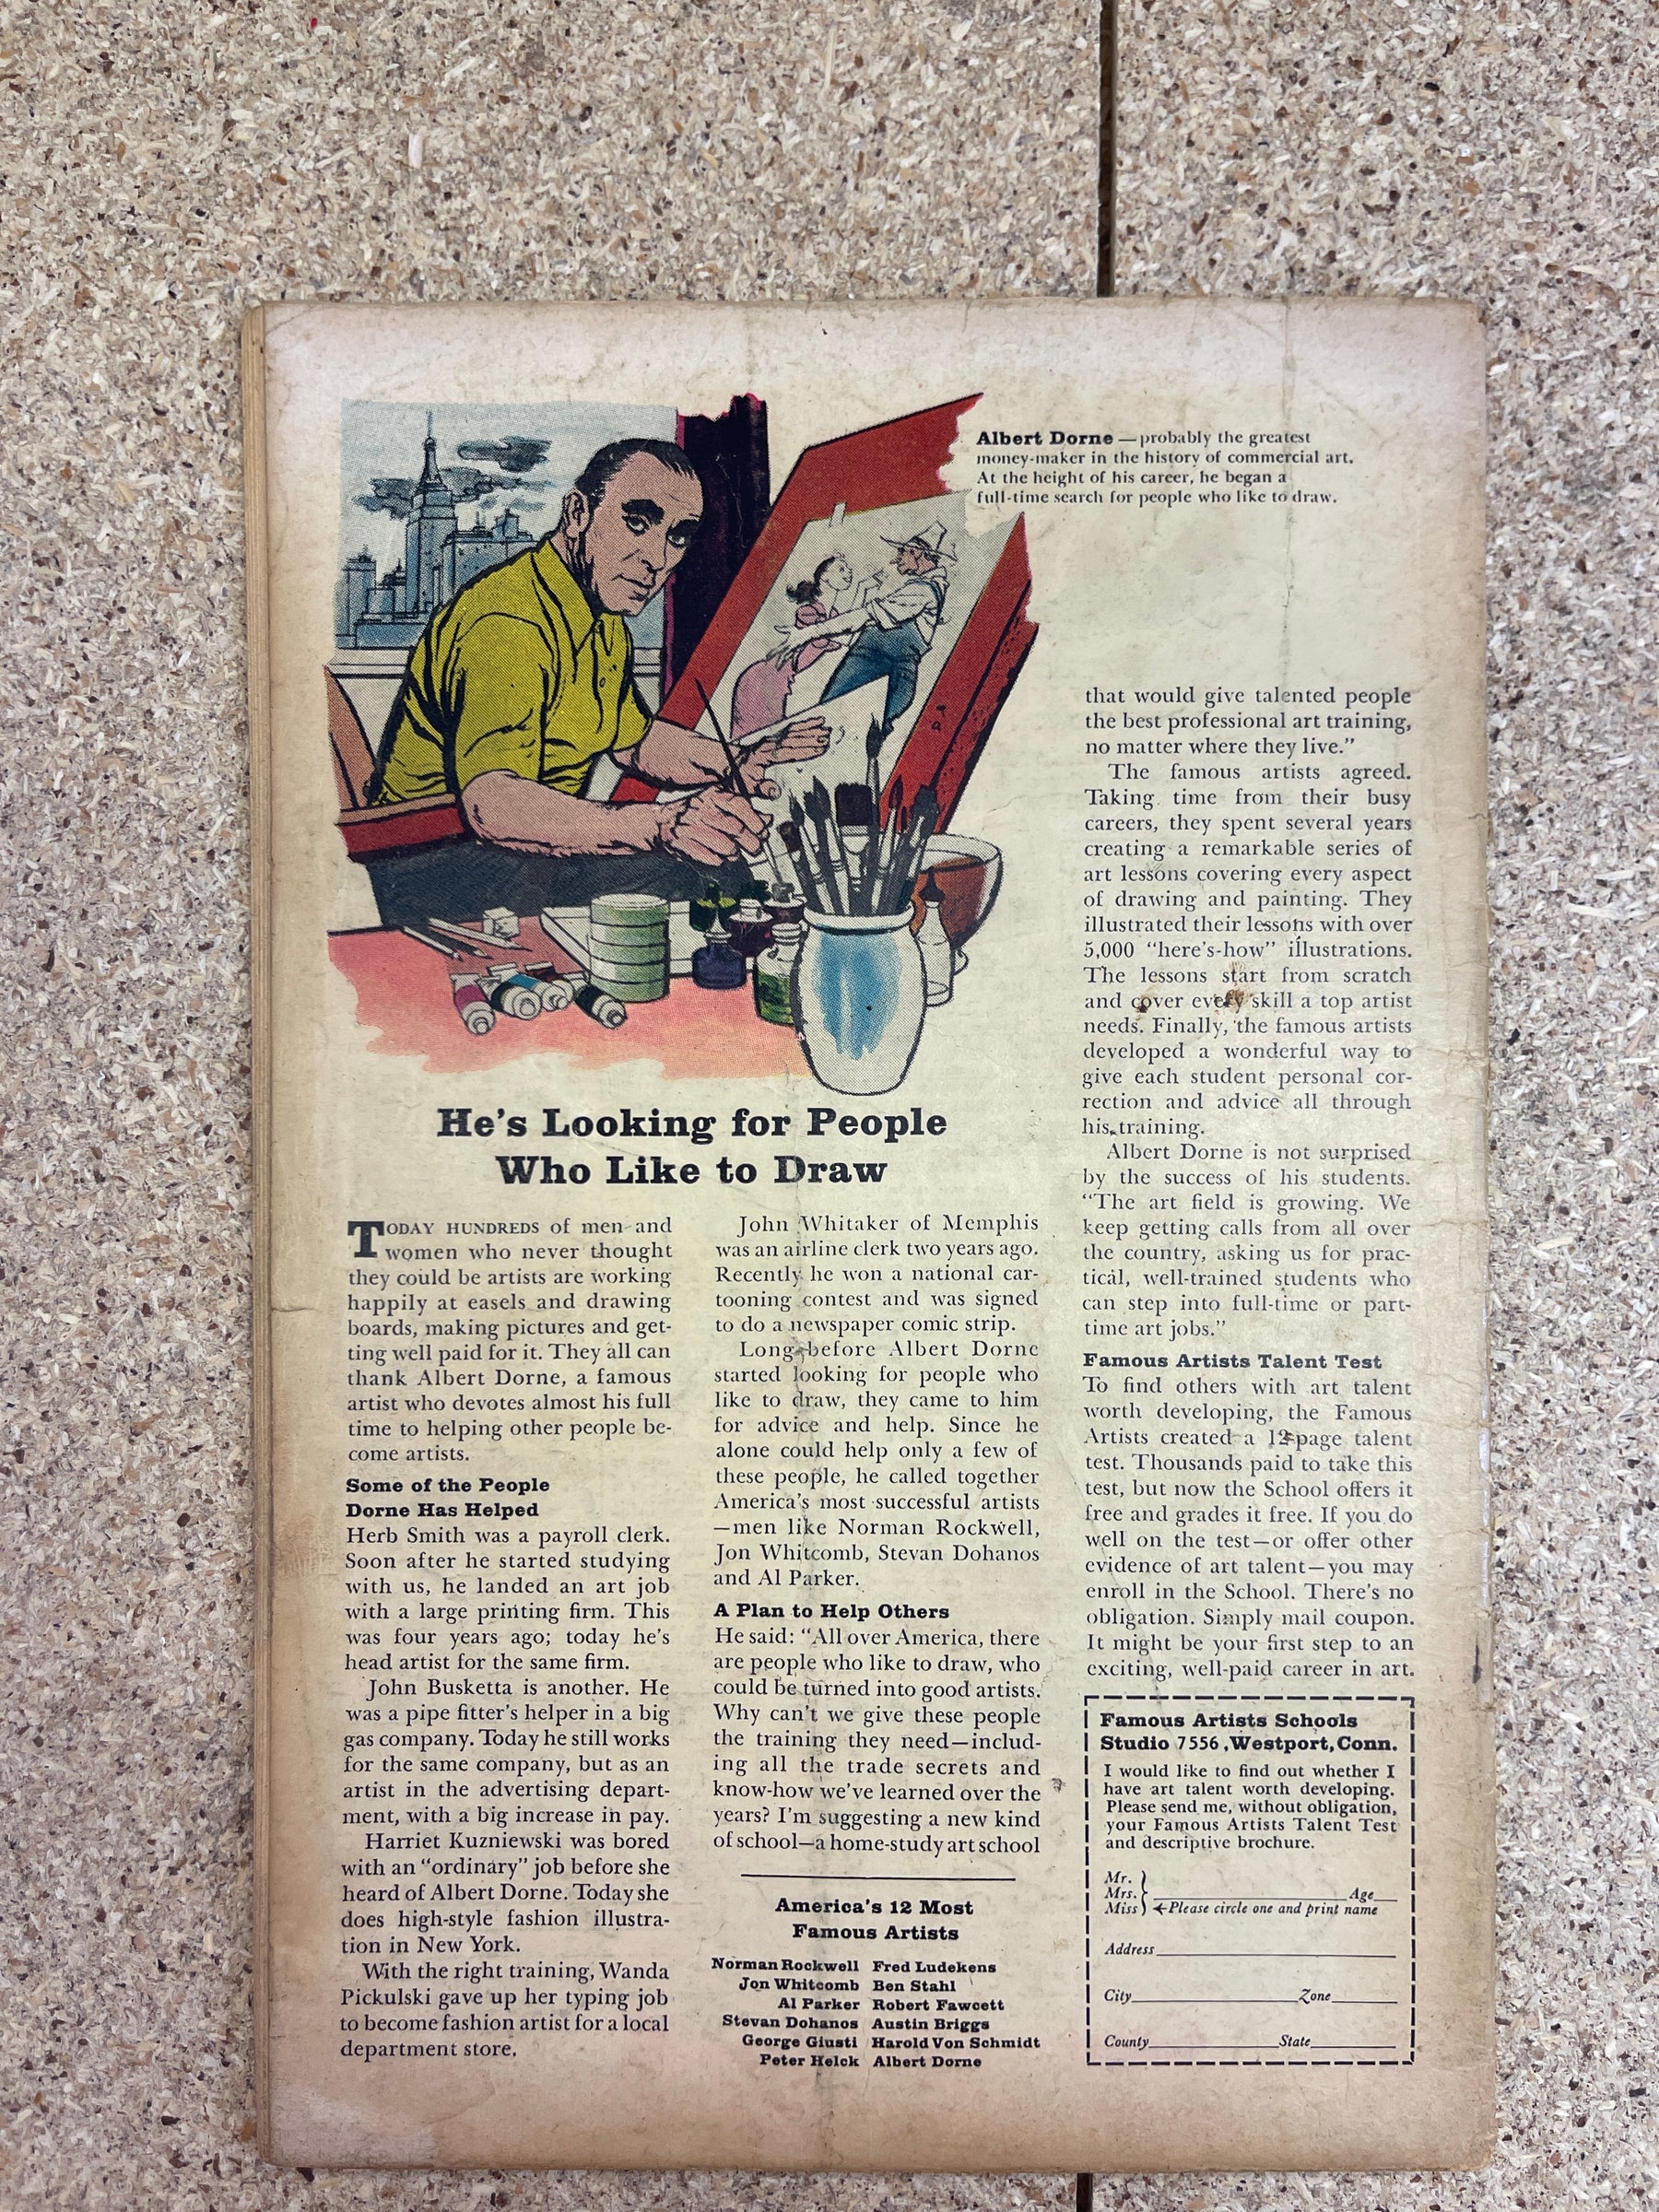 Albert Dorne — probably the greatest
money-maker in the history of commercial art.
At the height of his career, he began a
full-time search for people who like to draw.
He's Looking for People
Who Like to Draw
TODAY HUNDREDS of men and
women who never thought
they could be artists are working
happily at easels and drawing
boards, making pictures and get-
ting well paid for it. They all can
thank Albert Dorne, a famous
artist who devotes almost his full
time to helping other people be-
come artists.
Some of the People
Dorne Has Helped
Herb Smith was a payroll clerk.
Soon after he started studying
with us, he landed an art job
with a large printing firm. This
was four years ago; today he's
head artist for the same firm.
John Busketta is another. He
was a pipe fitter's helper in a big
gas company. Today he still works
for the same company, but as an
artist in the advertising depart-
ment, with a big increase in pay.
Harriet Kuzniewski was bored
with an "ordinary" job before she
heard of Albert Dorne. Today she
does high-style fashion illustra-
tion in New York.
With the right training, Wanda
Pickulski gave up her typing job
to become fashion artist for a local
department store.
John Whitaker of Memphis
was an airline clerk two years ago.
Recently he won a national car-
tooning contest and was signed
to do a newspaper comic strip.
Long before Albert Dorne
started looking for people who
like to draw, they came to him
for advice and help. Since he
alone could help only a few of
these people, he called together
America's most successful artists
—men like Norman Rockwell,
Jon Whitcomb, Stevan Dohanos
and Al Parker.
A Plan to Help Others
He said: "All over America, there
are people who like to draw, who
could be turned into good artists.
Why can't we give these people
the training they need—includ-
ing all the trade secrets and
know-how we've learned over the
years? I'm suggesting a new kind
of school—a home-study art school
America's 12 Most
Famous Artists
Norman Rockwell Fred Ludekens
Jon Whitcomb Ben Stahl
Al Parker Robert Fawcett
Stevan Dohanos Austin Briggs
George Giusti Harold Von Schmidt
Peter Helck Albert Dorne
that would give talented people
the best professional art training,
no matter where they live."
The famous artists agreed.
Taking time from their busy
careers, they spent several years
creating a remarkable series of
art lessons covering every aspect
of drawing and painting. They
illustrated their lessons with over
5,000 "here's-how" illustrations.
The lessons start from scratch
and cover every skill a top artist
needs. Finally, the famous artists
developed a wonderful way to
give each student personal cor-
rection and advice all through
his training.
Albert Dorne is not surprised
by the success of his students.
"The art field is growing. We
keep getting calls from all over
the country, asking us for prac-
tical, well-trained students who
can step into full-time or part-
time art jobs."
Famous Artists Talent Test
To find others with art talent
worth developing, the Famous
Artists created a 12-page talent
test. Thousands paid to take this
test, but now the School offers it
free and grades it free. If you do
well on the test—or offer other
evidence of art talent—you may
enroll in the School. There's no
obligation. Simply mail coupon.
It might be your first step to an
exciting, well-paid career in art.
Famous Artists Schools
Studio 7556, Westport, Conn.
I would like to find out whether I
have art talent worth developing.
Please send me, without obligation,
your Famous Artists Talent Test
and descriptive brochure.
Mr.
Mrs. Age
Miss ←Please circle one and print name
Address
City Zone
County State